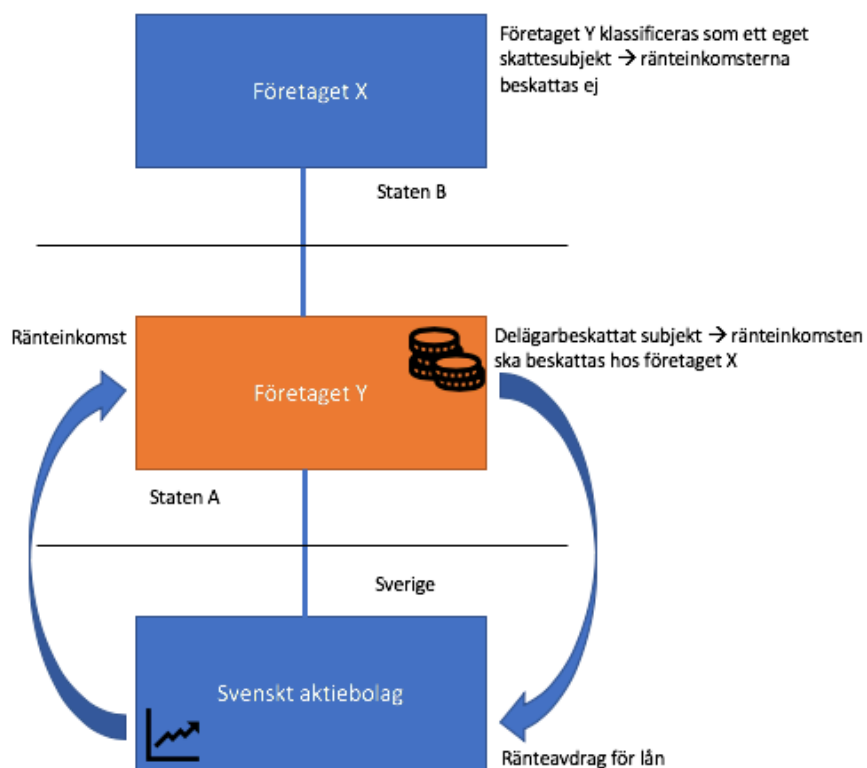 Företaget Y klassificeras som ett eget
skattesubjekt → ränteinkomsterna
beskattas ej
Företaget X
Staten B
Ränteinkomst
Delägarbeskattat subjekt → ränteinkomsten
ska beskattas hos företaget X
Företaget Y
Staten A
Sverige
Svenskt aktiebolag
Ränteavdrag för lån